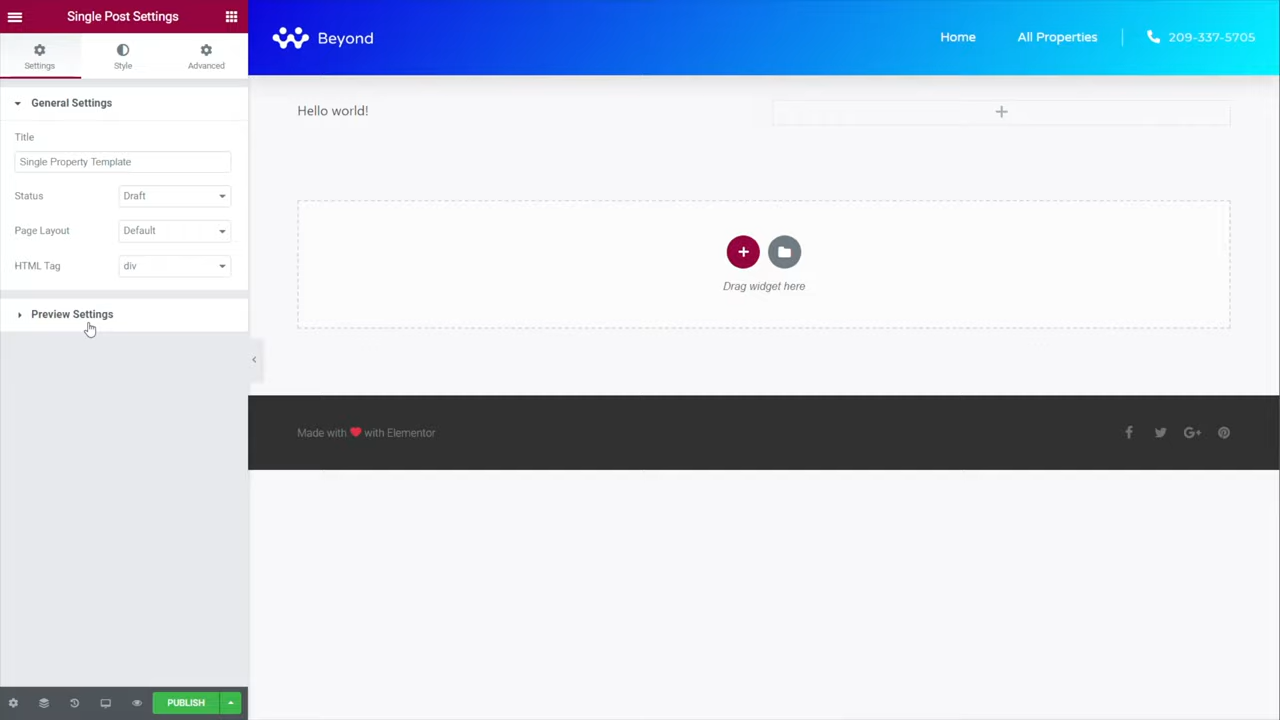 Single Post Settings
Settings
Style
Advanced
General Settings
Title
Single Property Template
Status
Draft
Page Layout
Default
HTML Tag
div
Preview Settings
PUBLISH
Beyond
Home
All Properties
209-337-5705
Hello world!
Drag widget here
Made with ❤ with Elementor